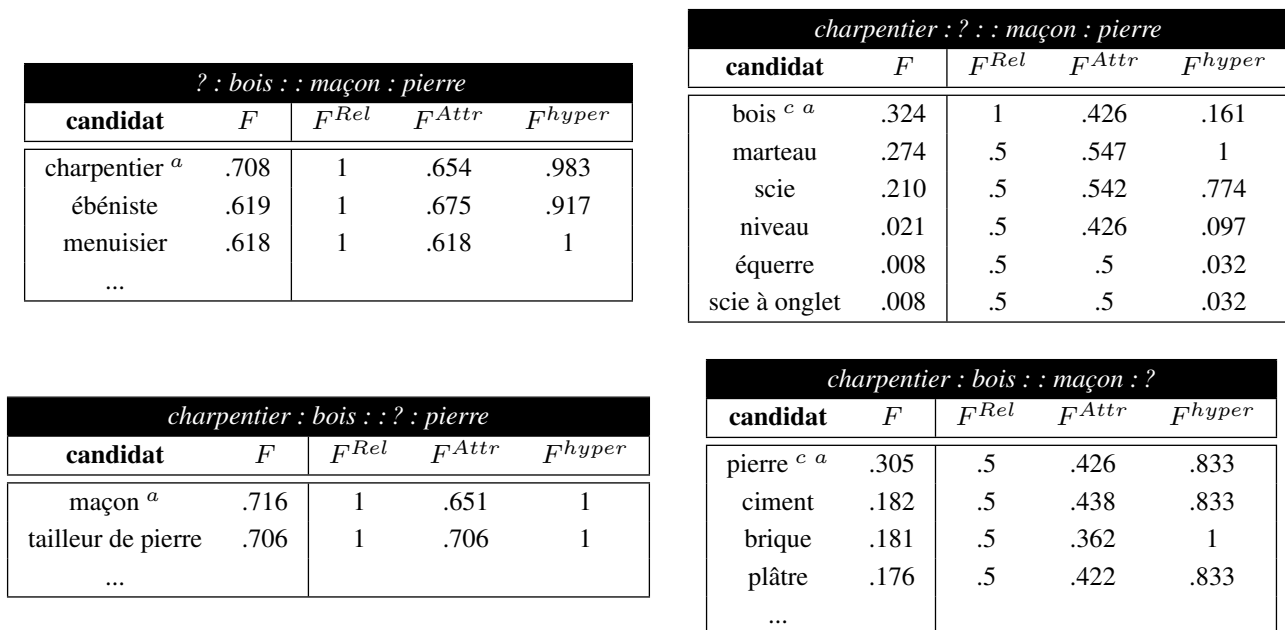 ? : bois : : maçon : pierre
candidat F F^Rel F^Attr F^hyper
charpentier ^a .708 1 .654 .983
ébéniste .619 1 .675 .917
menuisier .618 1 .618 1
...
charpentier : ? : : maçon : pierre
candidat F F^Rel F^Attr F^hyper
bois ^c a .324 1 .426 .161
marteau .274 .5 .547 1
scie .210 .5 .542 .774
niveau .021 .5 .426 .097
équerre .008 .5 .5 .032
scie à onglet .008 .5 .5 .032
charpentier : bois : : ? : pierre
candidat F F^Rel F^Attr F^hyper
maçon ^a .716 1 .651 1
tailleur de pierre .706 1 .706 1
...
charpentier : bois : : maçon : ?
candidat F F^Rel F^Attr F^hyper
pierre ^c a .305 .5 .426 .833
ciment .182 .5 .438 .833
brique .181 .5 .362 1
plâtre .176 .5 .422 .833
...